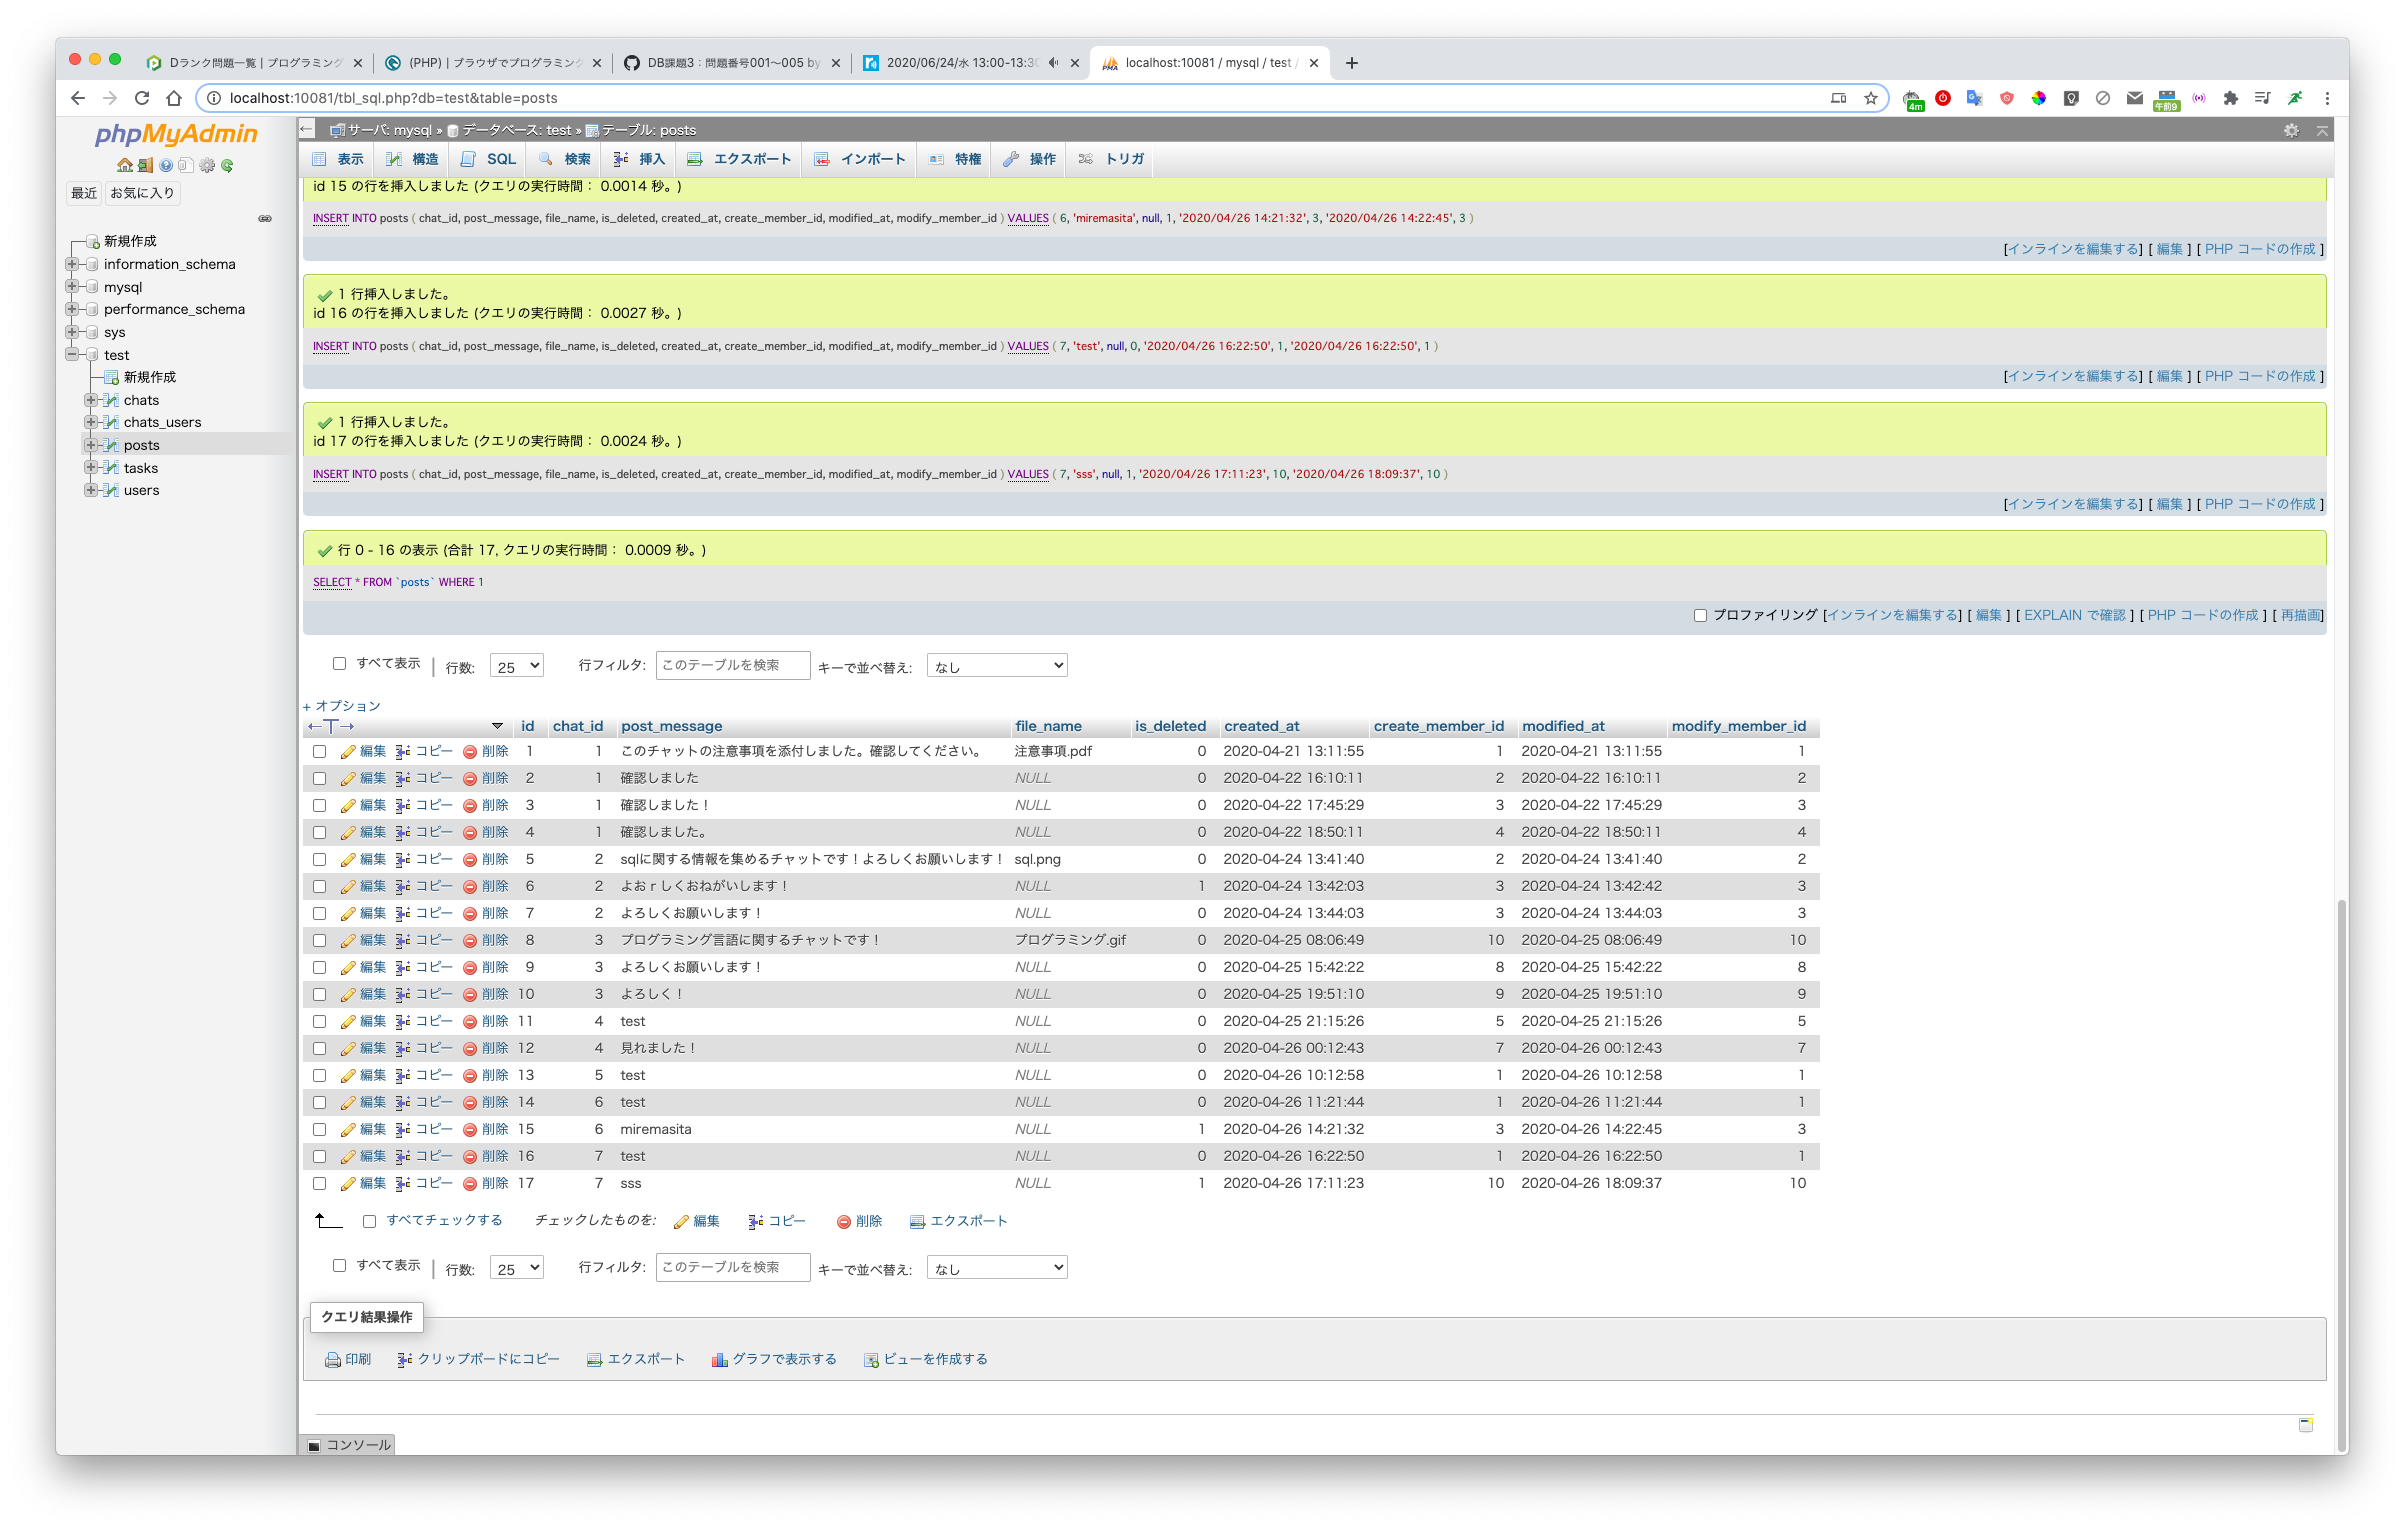 Dランク問題一覧 | プログラミング
(PHP) | ブラウザでプログラミング
DB課題3：問題番号001〜005 by
2020/06/24/水 13:00-13:30
localhost:10081 / mysql / test /
localhost:10081/tbl_sql.php?db=test&table=posts
4m
午前9
phpMyAdmin
最近 お気に入り
新規作成
information_schema
mysql
performance_schema
sys
test
新規作成
chats
chats_users
posts
tasks
users
サーバ: mysql » データベース: test » テーブル: posts
表示 構造 SQL 検索 挿入 エクスポート インポート 特権 操作 トリガ
id 15 の行を挿入しました (クエリの実行時間： 0.0014 秒。)
INSERT INTO posts ( chat_id, post_message, file_name, is_deleted, created_at, create_member_id, modified_at, modify_member_id ) VALUES ( 6, 'miremasita', null, 1, '2020/04/26 14:21:32', 3, '2020/04/26 14:22:45', 3 )
[インラインを編集する] [ 編集 ] [ PHP コードの作成 ]
1 行挿入しました。
id 16 の行を挿入しました (クエリの実行時間： 0.0027 秒。)
INSERT INTO posts ( chat_id, post_message, file_name, is_deleted, created_at, create_member_id, modified_at, modify_member_id ) VALUES ( 7, 'test', null, 0, '2020/04/26 16:22:50', 1, '2020/04/26 16:22:50', 1 )
[インラインを編集する] [ 編集 ] [ PHP コードの作成 ]
1 行挿入しました。
id 17 の行を挿入しました (クエリの実行時間： 0.0024 秒。)
INSERT INTO posts ( chat_id, post_message, file_name, is_deleted, created_at, create_member_id, modified_at, modify_member_id ) VALUES ( 7, 'sss', null, 1, '2020/04/26 17:11:23', 10, '2020/04/26 18:09:37', 10 )
[インラインを編集する] [ 編集 ] [ PHP コードの作成 ]
行 0 - 16 の表示 (合計 17, クエリの実行時間： 0.0009 秒。)
SELECT * FROM `posts` WHERE 1
プロファイリング [インラインを編集する] [ 編集 ] [ EXPLAIN で確認 ] [ PHP コードの作成 ] [ 再描画]
すべて表示 | 行数: 25 行フィルタ: このテーブルを検索 キーで並べ替え: なし
+ オプション
←T→ id chat_id post_message file_name is_deleted created_at create_member_id modified_at modify_member_id
編集 コピー 削除 1 1 このチャットの注意事項を添付しました。確認してください。 注意事項.pdf 0 2020-04-21 13:11:55 1 2020-04-21 13:11:55 1
編集 コピー 削除 2 1 確認しました NULL 0 2020-04-22 16:10:11 2 2020-04-22 16:10:11 2
編集 コピー 削除 3 1 確認しました！ NULL 0 2020-04-22 17:45:29 3 2020-04-22 17:45:29 3
編集 コピー 削除 4 1 確認しました。 NULL 0 2020-04-22 18:50:11 4 2020-04-22 18:50:11 4
編集 コピー 削除 5 2 sqlに関する情報を集めるチャットです！よろしくお願いします！ sql.png 0 2020-04-24 13:41:40 2 2020-04-24 13:41:40 2
編集 コピー 削除 6 2 よおｒしくおねがいします！ NULL 1 2020-04-24 13:42:03 3 2020-04-24 13:42:42 3
編集 コピー 削除 7 2 よろしくお願いします！ NULL 0 2020-04-24 13:44:03 3 2020-04-24 13:44:03 3
編集 コピー 削除 8 3 プログラミング言語に関するチャットです！ プログラミング.gif 0 2020-04-25 08:06:49 10 2020-04-25 08:06:49 10
編集 コピー 削除 9 3 よろしくお願いします！ NULL 0 2020-04-25 15:42:22 8 2020-04-25 15:42:22 8
編集 コピー 削除 10 3 よろしく！ NULL 0 2020-04-25 19:51:10 9 2020-04-25 19:51:10 9
編集 コピー 削除 11 4 test NULL 0 2020-04-25 21:15:26 5 2020-04-25 21:15:26 5
編集 コピー 削除 12 4 見れました！ NULL 0 2020-04-26 00:12:43 7 2020-04-26 00:12:43 7
編集 コピー 削除 13 5 test NULL 0 2020-04-26 10:12:58 1 2020-04-26 10:12:58 1
編集 コピー 削除 14 6 test NULL 0 2020-04-26 11:21:44 1 2020-04-26 11:21:44 1
編集 コピー 削除 15 6 miremasita NULL 1 2020-04-26 14:21:32 3 2020-04-26 14:22:45 3
編集 コピー 削除 16 7 test NULL 0 2020-04-26 16:22:50 1 2020-04-26 16:22:50 1
編集 コピー 削除 17 7 sss NULL 1 2020-04-26 17:11:23 10 2020-04-26 18:09:37 10
すべてチェックする チェックしたものを: 編集 コピー 削除 エクスポート
すべて表示 | 行数: 25 行フィルタ: このテーブルを検索 キーで並べ替え: なし
クエリ結果操作
印刷 クリップボードにコピー エクスポート グラフで表示する ビューを作成する
コンソール